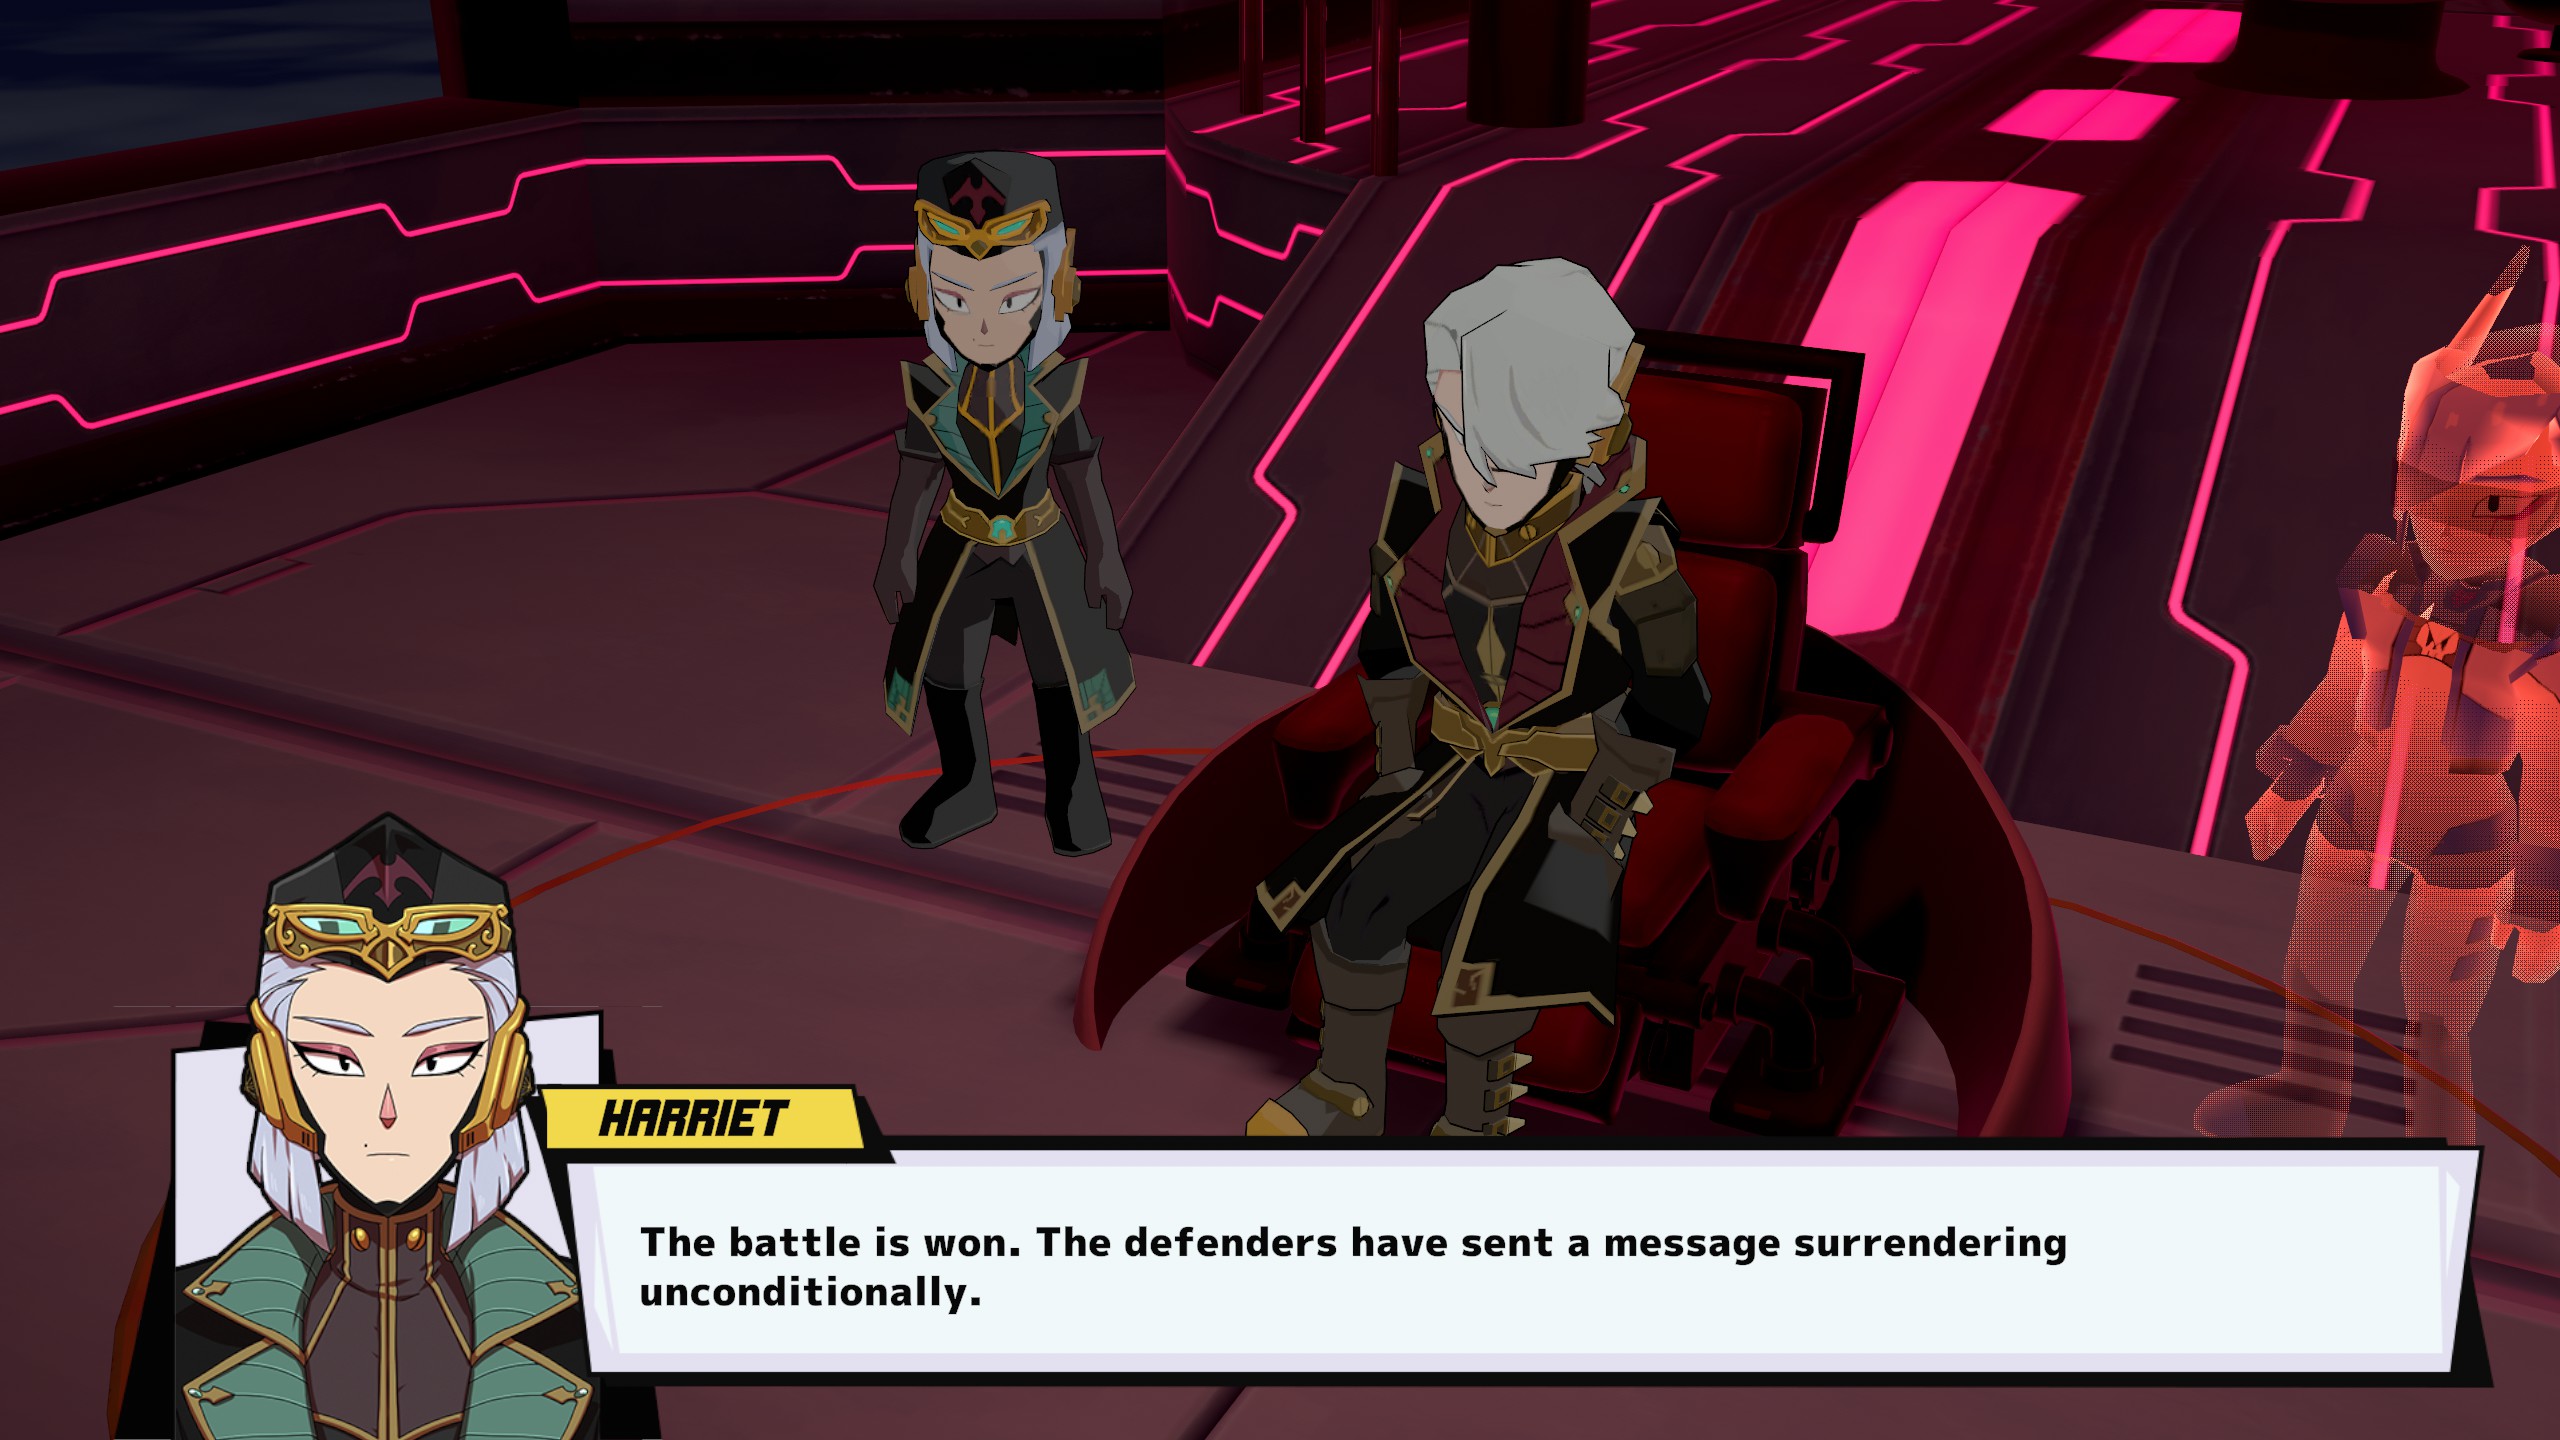 HARRIET
The battle is won. The defenders have sent a message surrendering
unconditionally.